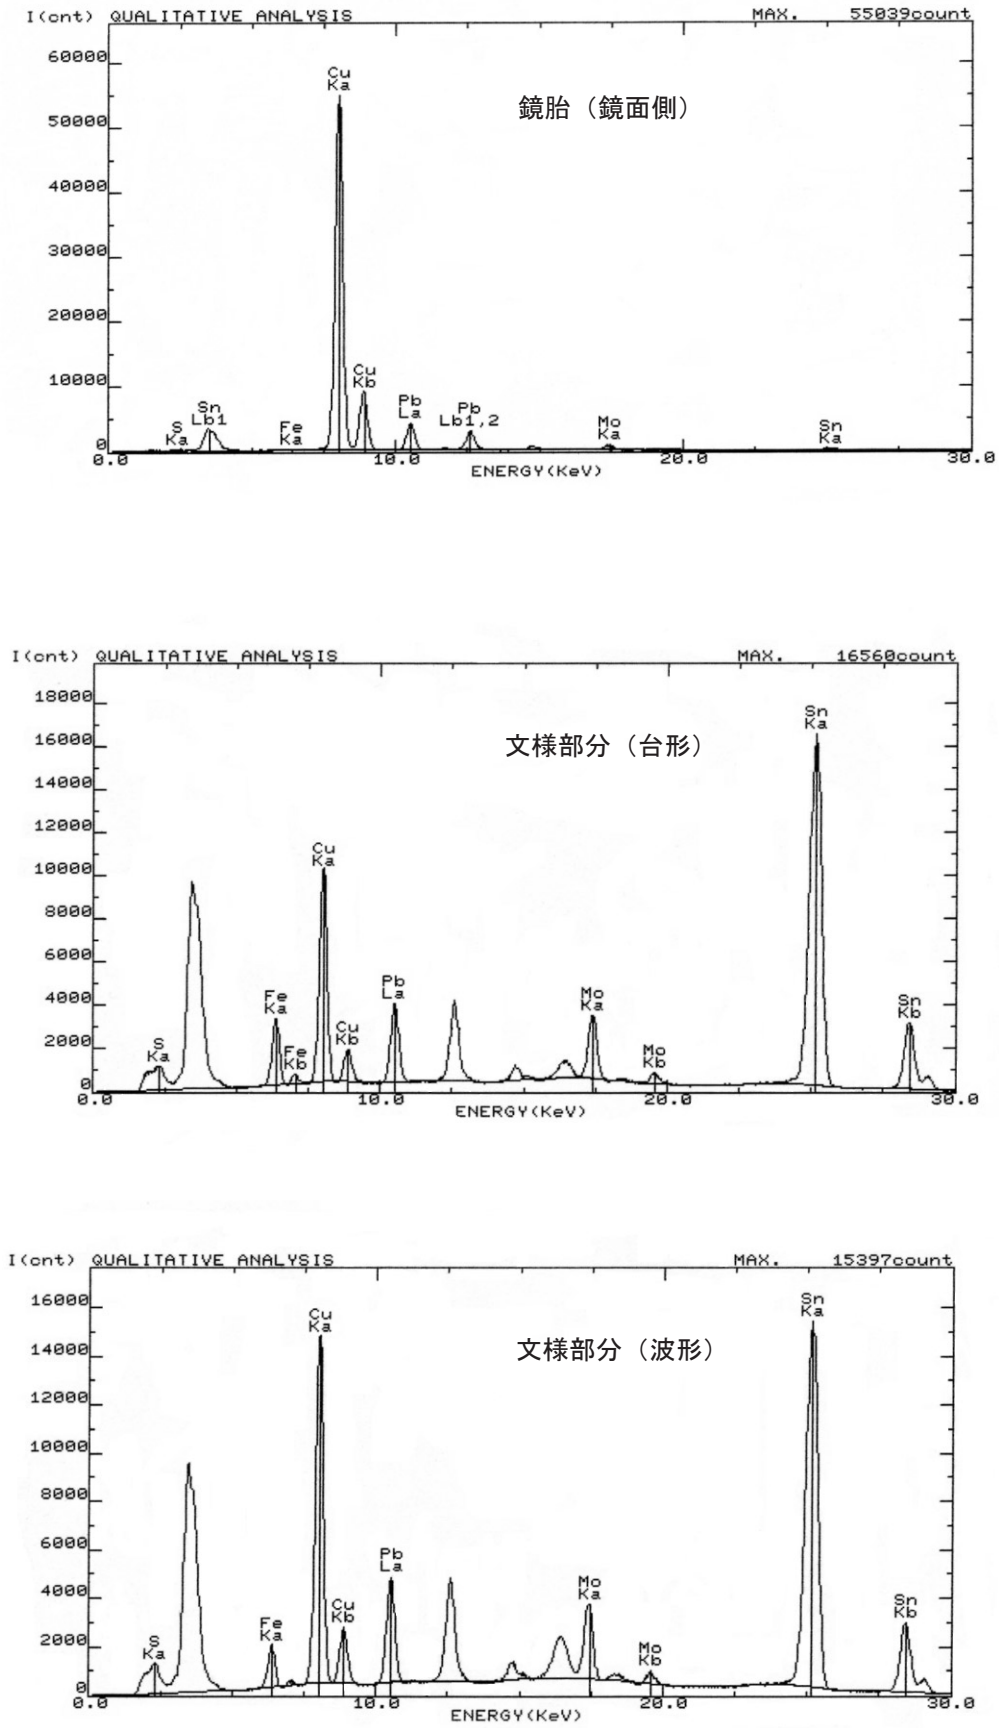 I(cnt) QUALITATIVE ANALYSIS MAX. 55039count
60000
Cu
Ka
鏡胎（鏡面側）
50000
40000
30000
20000
10000
Cu
Kb
Sn
Lb1
Pb
La
Pb
Lb1,2
S
Ka
Fe
Ka
Mo
Ka
Sn
Ka
0
0.0 10.0 20.0 30.0
ENERGY(KeV)
I(cnt) QUALITATIVE ANALYSIS MAX. 16560count
18000
Sn
Ka
16000
文様部分（台形）
14000
12000
Cu
Ka
10000
8000
6000
Pb
La
4000
Fe
Ka
Mo
Ka
Sn
Kb
Cu
Kb
2000
S
Ka
Fe
Kb
Mo
Kb
0
0.0 10.0 20.0 30.0
ENERGY(KeV)
I(cnt) QUALITATIVE ANALYSIS MAX. 15397count
16000
Cu
Ka
Sn
Ka
文様部分（波形）
14000
12000
10000
8000
6000
Pb
La
4000
Mo
Ka
Cu
Kb
Sn
Kb
Fe
Ka
2000
S
Ka
Mo
Kb
0
0.0 10.0 20.0 30.0
ENERGY(KeV)